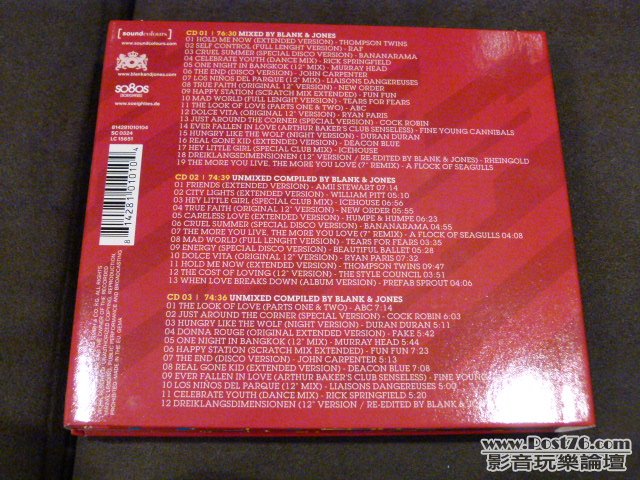 [soundcolours]
www.soundcolours.com
www.blankandjones.com
so80s
www.soeighties.de
814281010104
SC 0324
LC 15651
8 14281 01010 4
CD 01 | 76:30 MIXED BY BLANK & JONES
01 HOLD ME NOW (EXTENDED VERSION) - THOMPSON TWINS
02 SELF CONTROL (FULL LENGHT VERSION) - RAF
03 CRUEL SUMMER (SPECIAL DISCO VERSION) - BANANARAMA
04 CELEBRATE YOUTH (DANCE MIX) - RICK SPRINGFIELD
05 ONE NIGHT IN BANGKOK (12" MIX) - MURRAY HEAD
06 THE END (DISCO VERSION) - JOHN CARPENTER
07 LOS NINOS DEL PARQUE (12" MIX) - LIAISONS DANGEREUSES
08 TRUE FAITH (ORIGINAL 12") - NEW ORDER
09 HAPPY STATION (SCRATCH MIX EXTENDED) - FUN FUN
10 MAD WORLD (FULL LENGHT VERSION) - TEARS FOR FEARS
11 THE LOOK OF LOVE (PARTS ONE & TWO) - ABC
12 DOLCE VITA (ORIGINAL 12" VERSION) - RYAN PARIS
13 JUST AROUND THE CORNER (SPECIAL VERSION) - COCK ROBIN
14 EVER FALLEN IN LOVE (ARTHUR BAKER'S CLUB SENSELESS) - FINE YOUNG CANNIBALS
15 HUNGRY LIKE THE WOLF (NIGHT VERSION) - DURAN DURAN
16 REAL GONE KID (EXTENDED VERSION) - DEACON BLUE
17 HEY LITTLE GIRL (SPECIAL CLUB MIX) - ICEHOUSE
18 DREIKLANGSDIMENSIONEN (12" VERSION / RE-EDITED BY BLANK & JONES) - RHEINGOLD
19 THE MORE YOU LIVE, THE MORE YOU LOVE (7" REMIX) - A FLOCK OF SEAGULLS
CD 02 | 74:39 UNMIXED COMPILED BY BLANK & JONES
01 FRIENDS (EXTENDED VERSION) - AMII STEWART 07:14
02 CITY LIGHTS (EXTENDED VERSION) - WILLIAM PITT 05:10
03 HEY LITTLE GIRL (SPECIAL CLUB MIX) - ICEHOUSE 06:56
04 TRUE FAITH (ORIGINAL 12" VERSION) - NEW ORDER 05:55
05 CARELESS LOVE (EXTENDED VERSION) - HUMPE & HUMPE 06:23
06 CRUEL SUMMER (SPECIAL DISCO VERSION) - BANANARAMA 04:55
07 THE MORE YOU LIVE, THE MORE YOU LOVE (7" REMIX) - A FLOCK OF SEAGULLS 04:08
08 MAD WORLD (FULL LENGHT VERSION) - TEARS FOR FEARS 03:35
09 ENERGY (SPECIAL DISCO VERSION) - BEAUTIFUL BALLET 05:28
10 DOLCE VITA (ORIGINAL 12" VERSION) - RYAN PARIS 07:32
11 HOLD ME NOW (EXTENDED VERSION) - THOMPSON TWINS 09:47
12 THE COST OF LOVING (12" VERSION) - THE STYLE COUNCIL 03:51
13 WHEN LOVE BREAKS DOWN (ALBUM VERSION) - PREFAB SPROUT 04:06
CD 03 | 74:36 UNMIXED COMPILED BY BLANK & JONES
01 THE LOOK OF LOVE (PARTS ONE & TWO) - ABC 7:14
02 JUST AROUND THE CORNER (SPECIAL VERSION) - COCK ROBIN 6:03
03 HUNGRY LIKE THE WOLF (NIGHT VERSION) - DURAN DURAN 5:11
04 DONNA ROUGE (ORIGINAL EXTENDED VERSION) - FAKE 5:42
05 ONE NIGHT IN BANGKOK (12" MIX) - MURRAY HEAD 5:44
06 HAPPY STATION (SCRATCH MIX EXTENDED) - FUN FUN 7:23
07 THE END (DISCO VERSION) - JOHN CARPENTER 5:13
08 REAL GONE KID (EXTENDED VERSION) - DEACON BLUE 7:08
09 EVER FALLEN IN LOVE (ARTHUR BAKER'S CLUB SENSELESS) - FINE YOUNG
10 LOS NINOS DEL PARQUE (12" MIX) - LIAISONS DANGEREUSES 5:00
11 CELEBRATE YOUTH (DANCE MIX) - RICK SPRINGFIELD 5:20
12 DREIKLANGSDIMENSIONEN (12" VERSION / RE-EDITED BY BLANK & JONES)
www.Post76.com
影音玩樂論壇